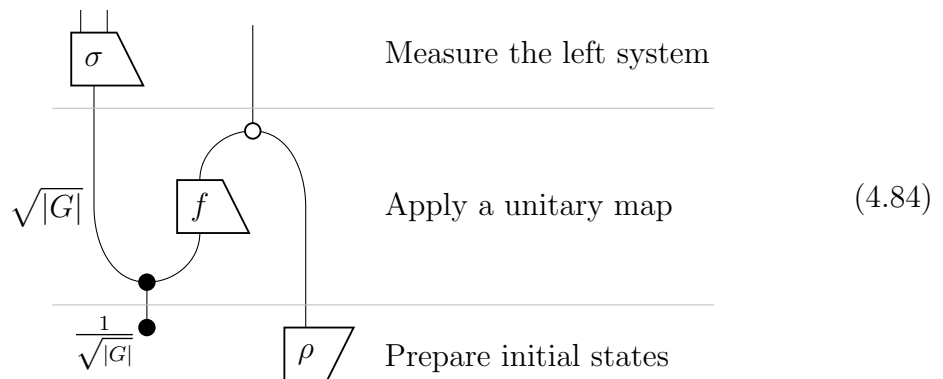 σ
Measure the left system
√|G|
f
Apply a unitary map
(4.84)
1/√|G|
ρ
Prepare initial states